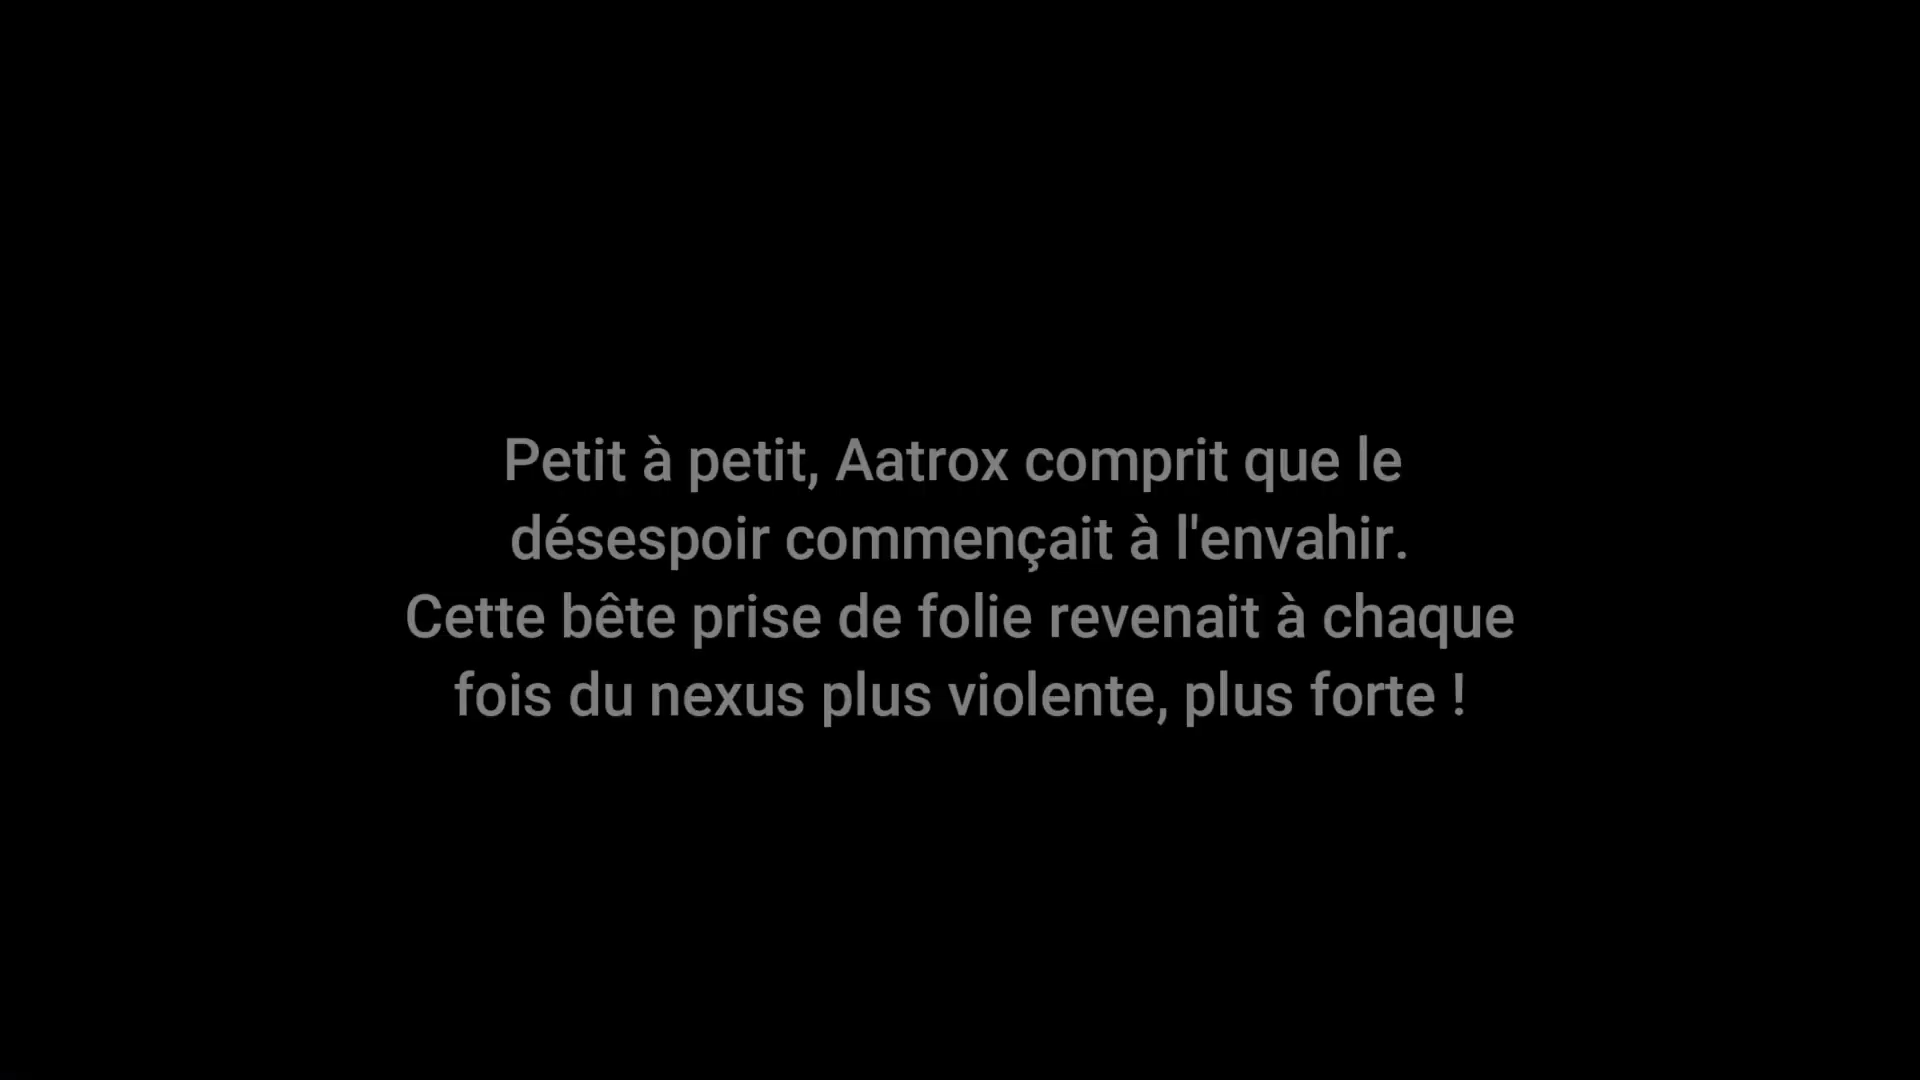 Petit à petit, Aatrox comprit que le
désespoir commençait à l'envahir.
Cette bête prise de folie revenait à chaque
fois du nexus plus violente, plus forte !